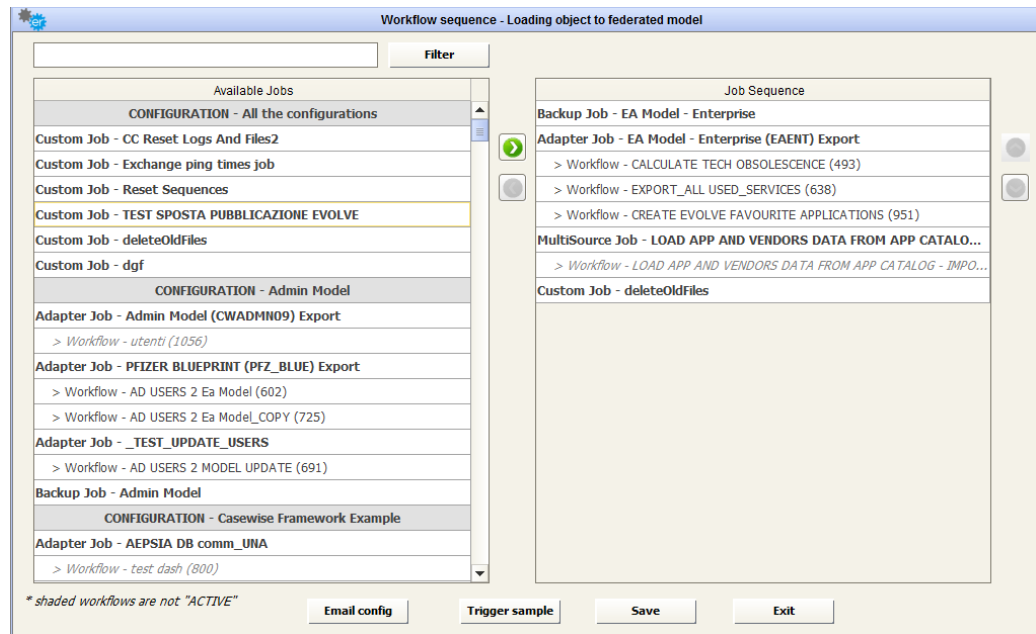 er
Workflow sequence - Loading object to federated model
Filter
Available Jobs
CONFIGURATION - All the configurations
Custom Job - CC Reset Logs And Files2
Custom Job - Exchange ping times job
Custom Job - Reset Sequences
Custom Job - TEST SPOSTA PUBBLICAZIONE EVOLVE
Custom Job - deleteOldFiles
Custom Job - dgf
CONFIGURATION - Admin Model
Adapter Job - Admin Model (CWADMN09) Export
> Workflow - utenti (1056)
Adapter Job - PFIZER BLUEPRINT (PFZ_BLUE) Export
> Workflow - AD USERS 2 Ea Model (602)
> Workflow - AD USERS 2 Ea Model_COPY (725)
Adapter Job - _TEST_UPDATE_USERS
> Workflow - AD USERS 2 MODEL UPDATE (691)
Backup Job - Admin Model
CONFIGURATION - Casewise Framework Example
Adapter Job - AEPSIA DB comm_UNA
> Workflow - test dash (800)
Job Sequence
Backup Job - EA Model - Enterprise
Adapter Job - EA Model - Enterprise (EAENT) Export
> Workflow - CALCULATE TECH OBSOLESCENCE (493)
> Workflow - EXPORT_ALL USED_SERVICES (638)
> Workflow - CREATE EVOLVE FAVOURITE APPLICATIONS (951)
MultiSource Job - LOAD APP AND VENDORS DATA FROM APP CATALO...
> Workflow - LOAD APP AND VENDORS DATA FROM APP CATALOG - IMPO...
Custom Job - deleteOldFiles
* shaded workflows are not "ACTIVE"
Email config
Trigger sample
Save
Exit